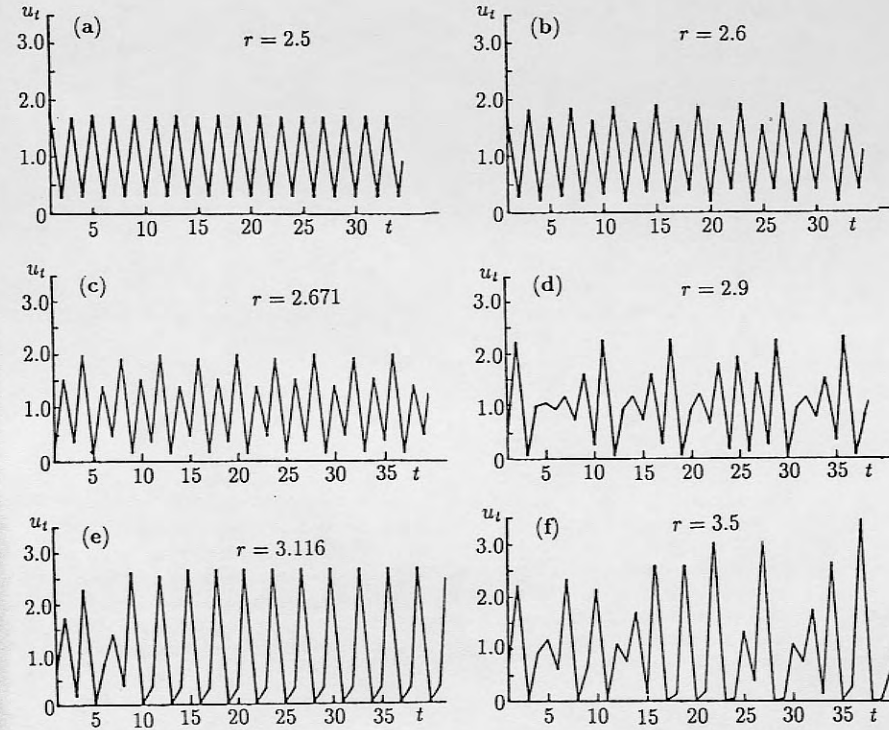 u_t (a) r = 2.5
3.0
2.0
1.0
0
5 10 15 20 25 30 t
u_t (b) r = 2.6
3.0
2.0
1.0
0
5 10 15 20 25 30 t
u_t (c) r = 2.671
3.0
2.0
1.0
0
5 10 15 20 25 30 35 t
u_t (d) r = 2.9
3.0
2.0
1.0
0
5 10 15 20 25 30 35 t
u_t (e) r = 3.116
3.0
2.0
1.0
0
5 10 15 20 25 30 35 t
u_t (f) r = 3.5
3.0
2.0
1.0
0
5 10 15 20 25 30 35 t